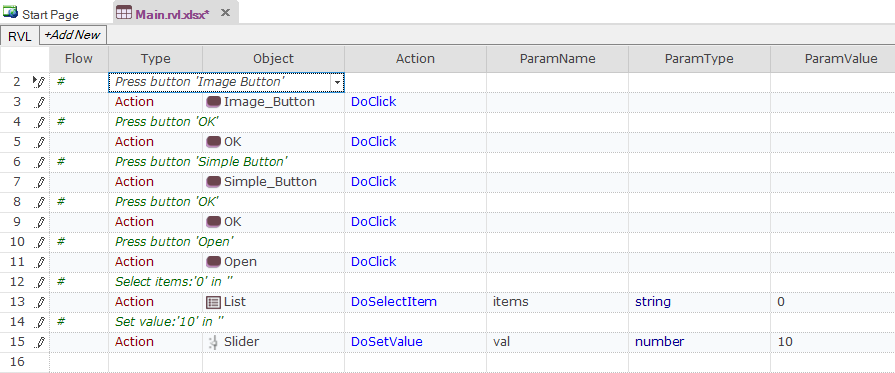 Start Page Main.rvl.xlsx*
RVL +Add New
Flow Type Object Action ParamName ParamType ParamValue
2 # Press button 'Image Button'
3 Action Image_Button DoClick
4 # Press button 'OK'
5 Action OK DoClick
6 # Press button 'Simple Button'
7 Action Simple_Button DoClick
8 # Press button 'OK'
9 Action OK DoClick
10 # Press button 'Open'
11 Action Open DoClick
12 # Select items:'0' in ''
13 Action List DoSelectItem items string 0
14 # Set value:'10' in ''
15 Action Slider DoSetValue val number 10
16